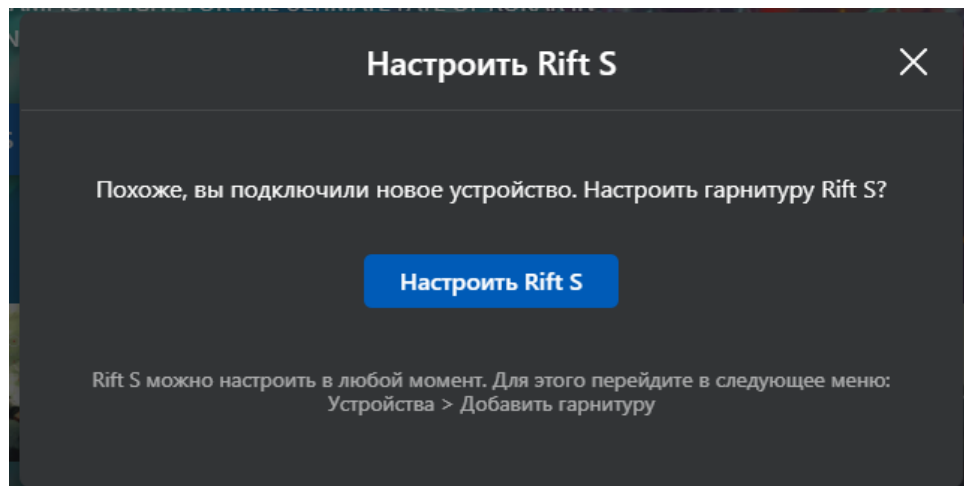 Настроить Rift S
Похоже, вы подключили новое устройство. Настроить гарнитуру Rift S?
Настроить Rift S
Rift S можно настроить в любой момент. Для этого перейдите в следующее меню:
Устройства > Добавить гарнитуру